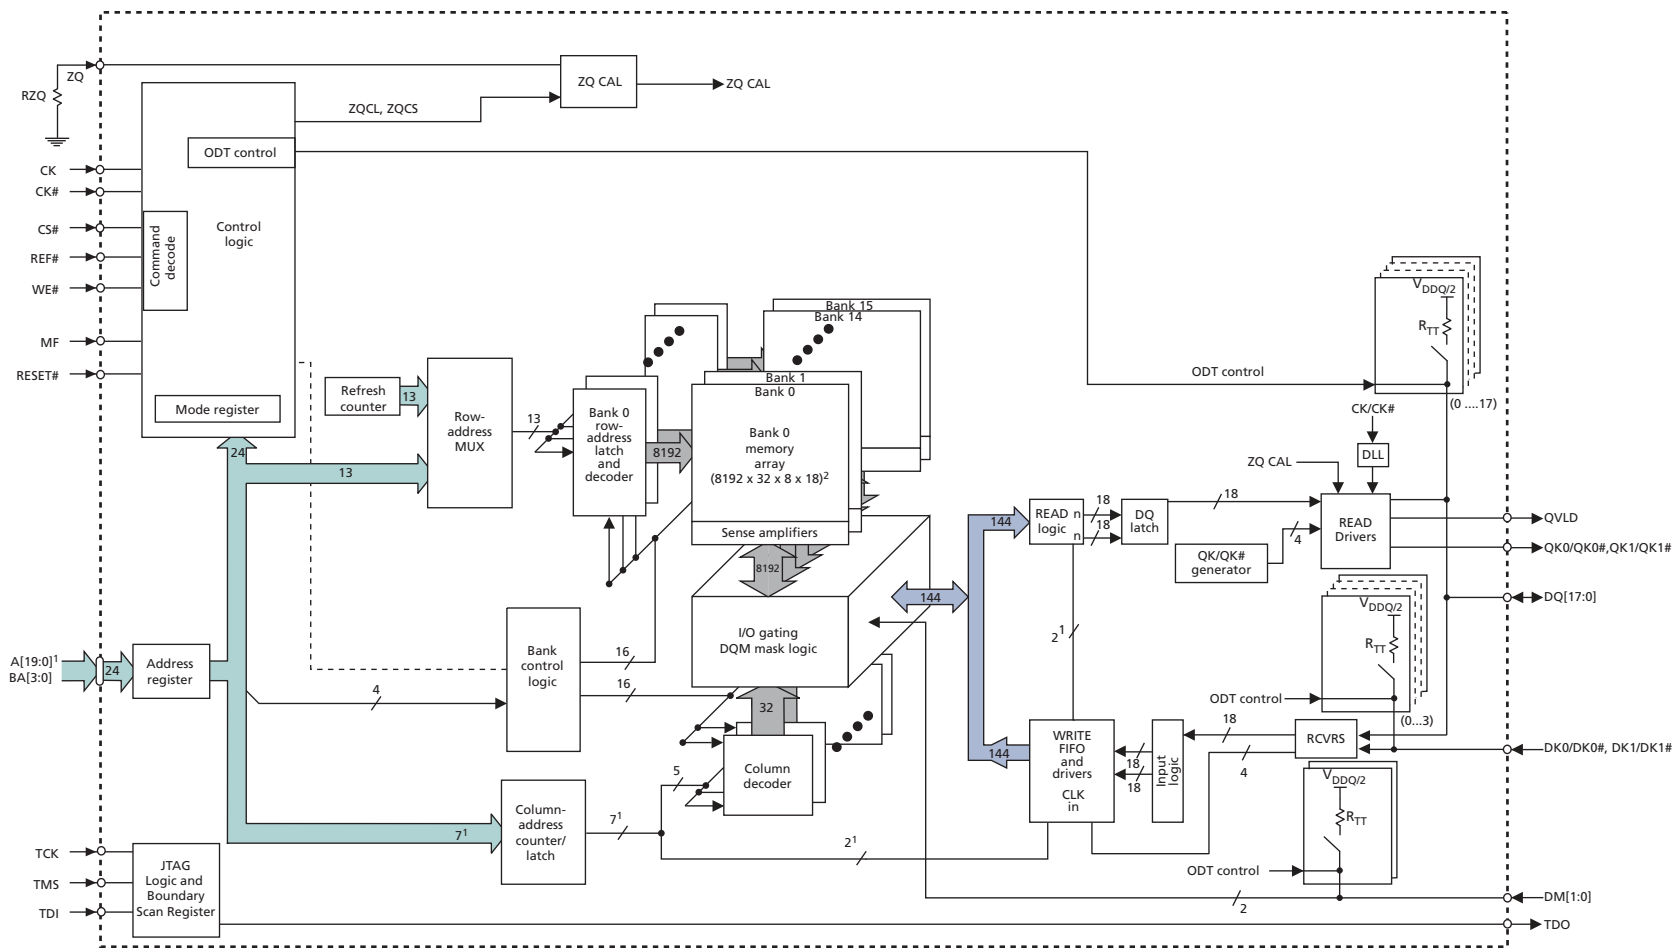 ZQ
RZQ
ZQ CAL
ZQ CAL
ZQCL, ZQCS
ODT control
CK
CK#
CS#
REF#
WE#
MF
RESET#
Command
decode
Control
logic
Mode register
Bank 15
Bank 14
Bank 1
Bank 0
Refresh
counter
13
Row-
address
MUX
13
Bank 0
row-
address
latch
and
decoder
8192
Bank 0
memory
array
(8192 x 32 x 8 x 18)2
Sense amplifiers
24
13
8192
I/O gating
DQM mask logic
144
144
144
READ
logic
n
n
18
18
DQ
latch
18
ODT control
VDDQ/2
RTT
(0 ....17)
CK/CK#
DLL
ZQ CAL
READ
Drivers
QK/QK#
generator
4
QVLD
QK0/QK0#,QK1/QK1#
DQ[17:0]
VDDQ/2
RTT
ODT control
(0...3)
21
A[19:0]1
BA[3:0]
24
Address
register
4
Bank
control
logic
16
16
32
Column
decoder
5
WRITE
FIFO
and
drivers
CLK
in
18
18
Input
logic
18
4
RCVRS
DK0/DK0#, DK1/DK1#
VDDQ/2
RTT
ODT control
71
Column-
address
counter/
latch
71
21
2
DM[1:0]
TCK
TMS
TDI
JTAG
Logic and
Boundary
Scan Register
TDO